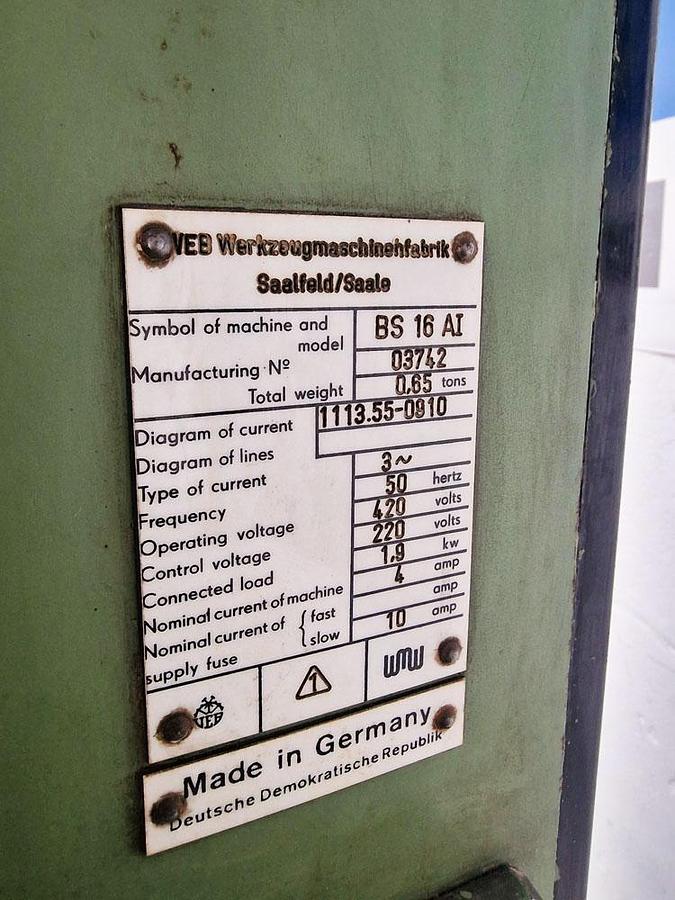 VEB Werkzeugmaschinenfabrik
Saalfeld/Saale
Symbol of machine and model BS 16 AI
Manufacturing Nº 03742
Total weight 0,65 tons
Diagram of current 1113.55-0910
Diagram of lines
Type of current 3~
Frequency 50 hertz
Operating voltage 420 volts
Control voltage 220 volts
Connected load 1,9 kw
Nominal current of machine 4 amp
Nominal current of supply fuse { fast amp
slow 10 amp
VEB
1
WMW
Made in Germany
Deutsche Demokratische Republik